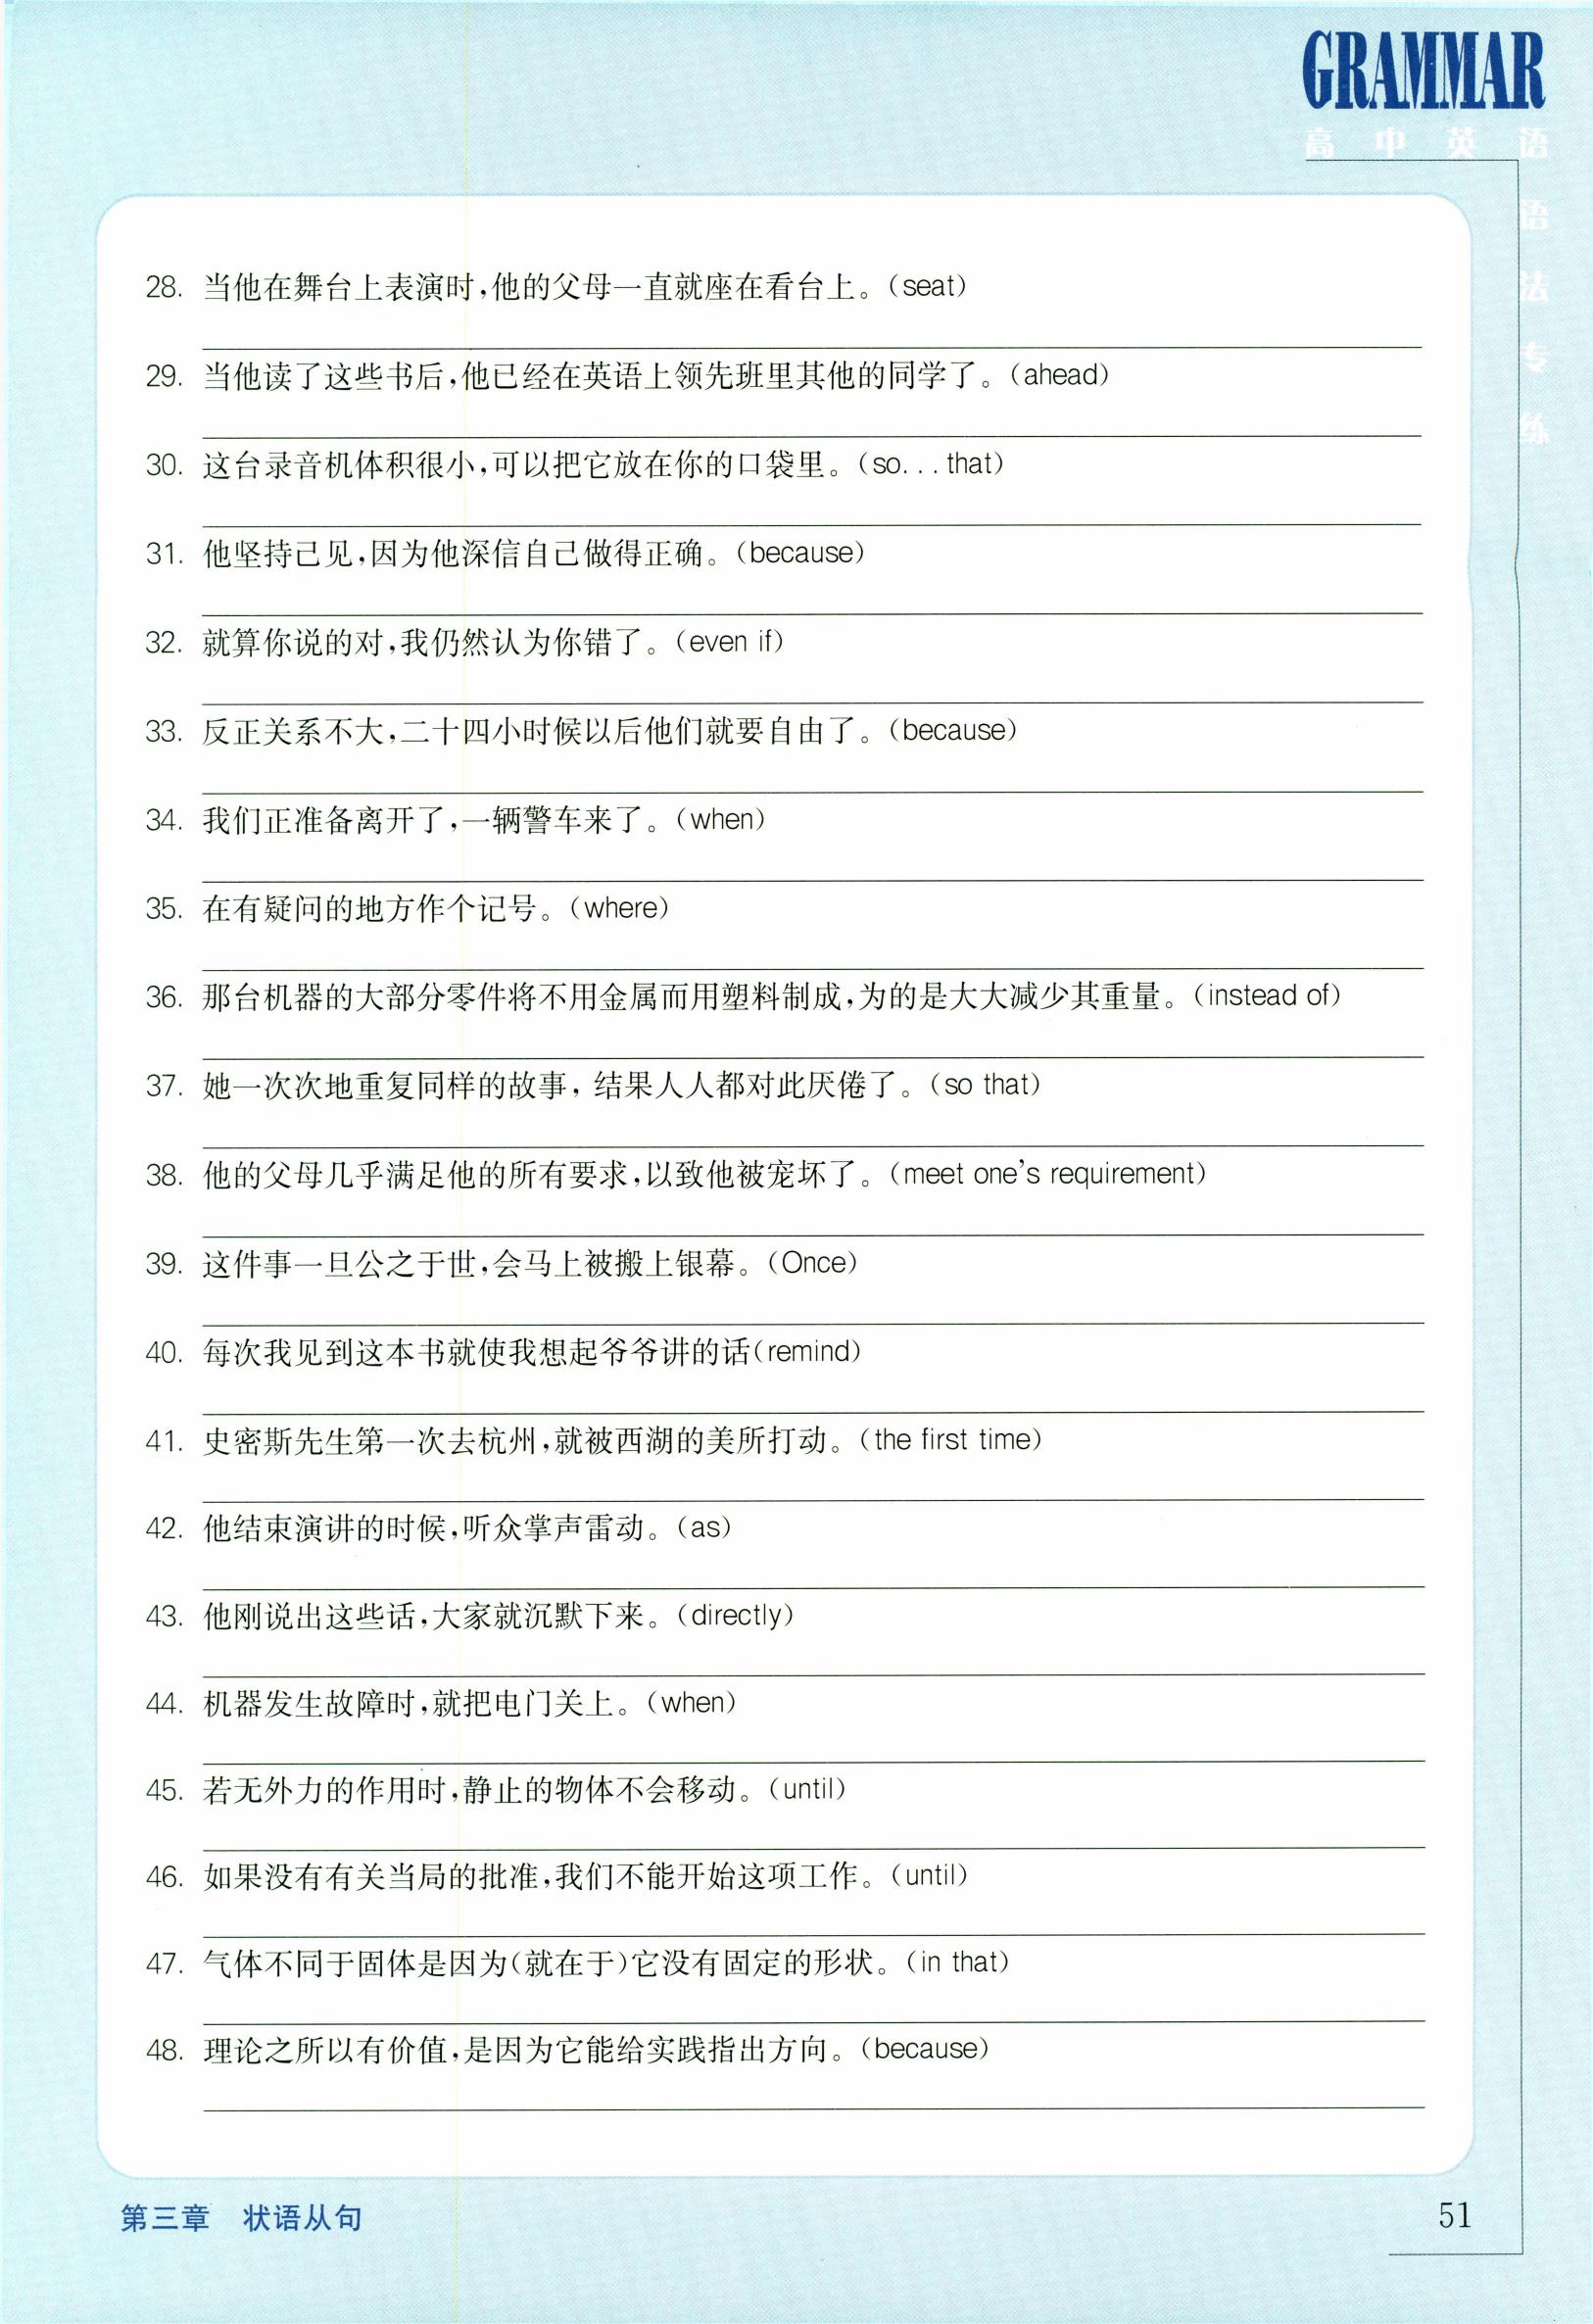 GRAMMAR
高中英语
语法专练
28. 当他在舞台上表演时,他的父母一直就座在看台上。(seat)
29. 当他读了这些书后,他已经在英语上领先班里其他的同学了。(ahead)
30. 这台录音机体积很小,可以把它放在你的口袋里。(so...that)
31. 他坚持己见,因为他深信自己做得正确。(because)
32. 就算你说的对,我仍然认为你错了。(even if)
33. 反正关系不大,二十四小时候以后他们就要自由了。(because)
34. 我们正准备离开了,一辆警车来了。(when)
35. 在有疑问的地方作个记号。(where)
36. 那台机器的大部分零件将不用金属而用塑料制成,为的是大大减少其重量。(instead of)
37. 她一次次地重复同样的故事, 结果人人都对此厌倦了。(so that)
38. 他的父母几乎满足他的所有要求,以致他被宠坏了。(meet one's requirement)
39. 这件事一旦公之于世,会马上被搬上银幕。(Once)
40. 每次我见到这本书就使我想起爷爷讲的话(remind)
41. 史密斯先生第一次去杭州,就被西湖的美所打动。(the first time)
42. 他结束演讲的时候,听众掌声雷动。(as)
43. 他刚说出这些话,大家就沉默下来。(directly)
44. 机器发生故障时,就把电门关上。(when)
45. 若无外力的作用时,静止的物体不会移动。(until)
46. 如果没有有关当局的批准,我们不能开始这项工作。(until)
47. 气体不同于固体是因为(就在于)它没有固定的形状。(in that)
48. 理论之所以有价值,是因为它能给实践指出方向。(because)
第三章 状语从句
51